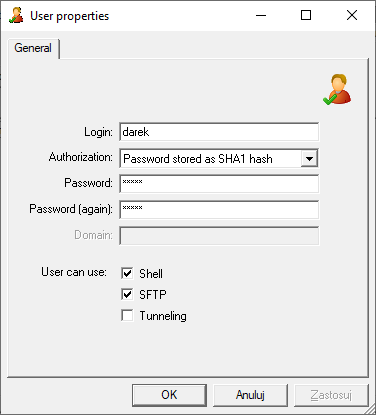 User properties
General
Login: darek
Authorization: Password stored as SHA1 hash
Password: *****
Password (again): *****
Domain:
User can use: Shell
SFTP
Tunneling
OK Anuluj Zastosuj